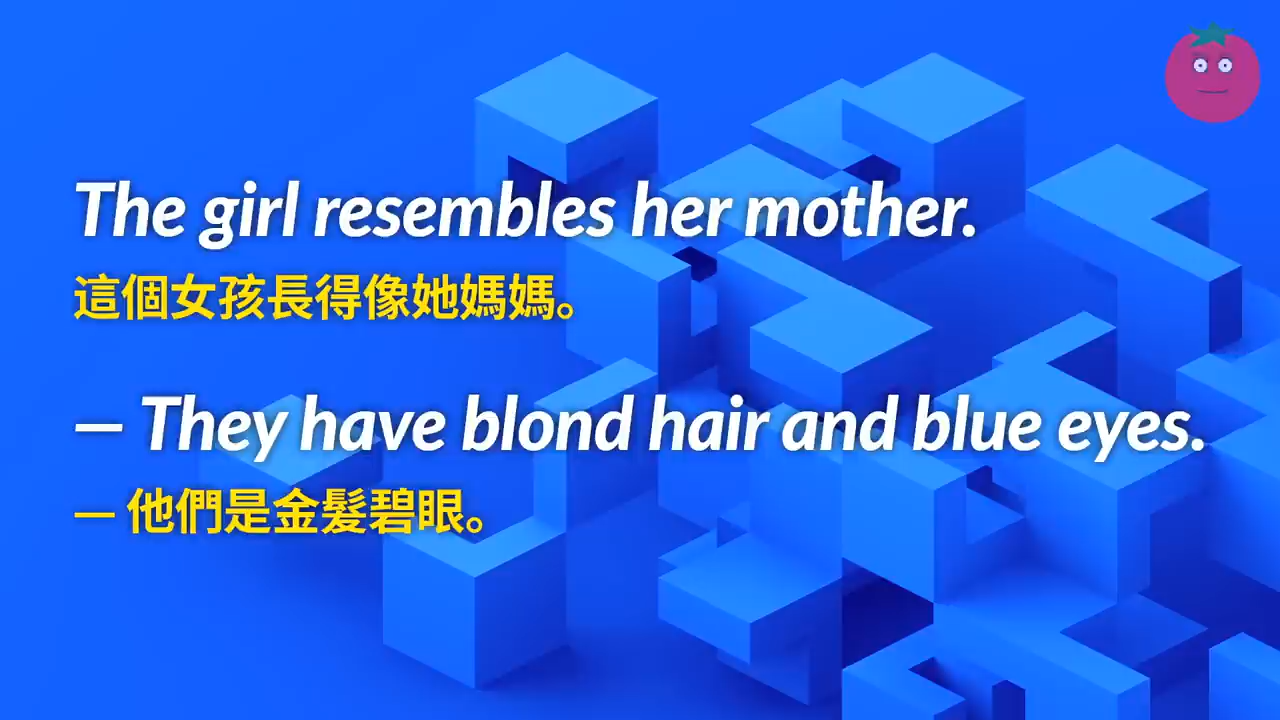 The girl resembles her mother.
這個女孩長得像她媽媽。
— They have blond hair and blue eyes.
— 他們是金髮碧眼。